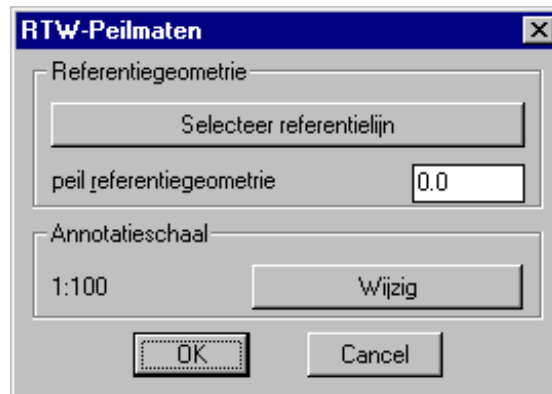 RTW-Peilmaten
Referentiegeometrie
Selecteer referentielijn
peil referentiegeometrie 0.0
Annotatieschaal
1:100 Wijzig
OK Cancel